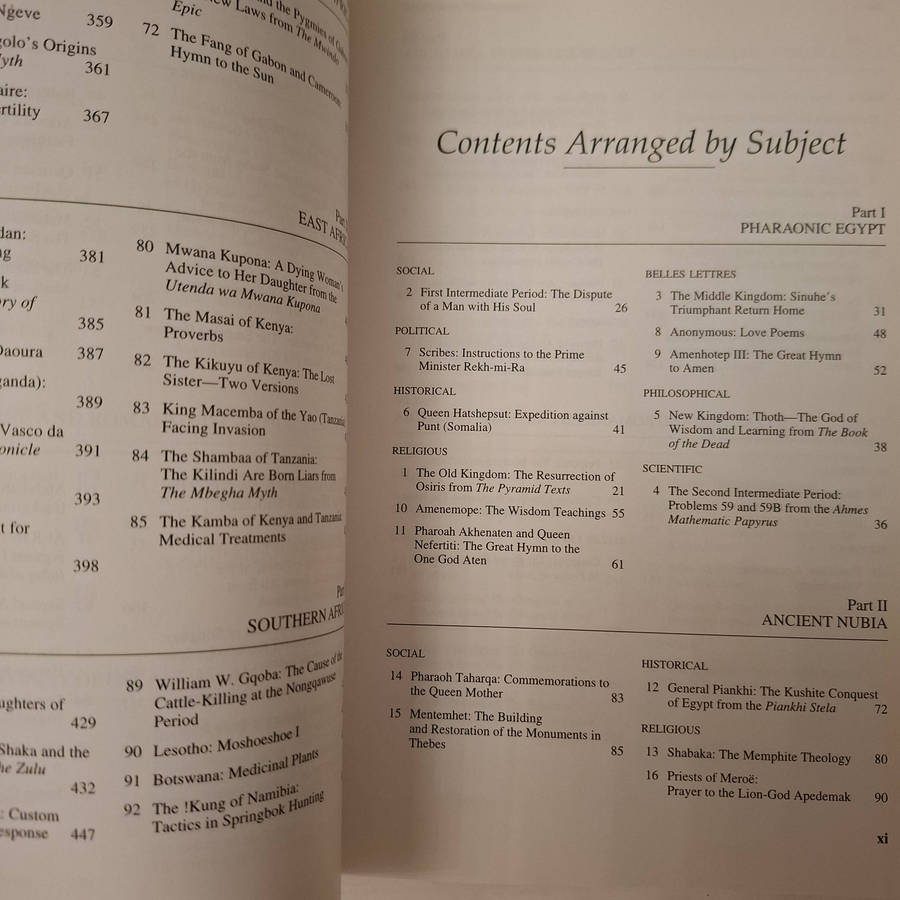 Ngeve 359
olo's Origins
yth 361
aire:
rtility 367
New Laws from The Mwindo
Epic
72 The Fang of Gabon and Cameroon
Hymn to the Sun
EAST AFRIC
dan:
g 381
k
ry of
385
Daoura 387
ganda):
389
Vasco da
onicle 391
393
t for
398
80 Mwana Kupona: A Dying Woman's
Advice to Her Daughter from the
Utenda wa Mwana Kupona
81 The Masai of Kenya:
Proverbs
82 The Kikuyu of Kenya: The Lost
Sister—Two Versions
83 King Macemba of the Yao (Tanzania)
Facing Invasion
84 The Shambaa of Tanzania:
The Kilindi Are Born Liars from
The Mbegha Myth
85 The Kamba of Kenya and Tanzania:
Medical Treatments
SOUTHERN AFRI
ughters of
429
Shaka and the
he Zulu
432
: Custom
esponse 447
89 William W. Gqoba: The Cause of the
Cattle-Killing at the Nongqawuse
Period
90 Lesotho: Moshoeshoe I
91 Botswana: Medicinal Plants
92 The !Kung of Namibia:
Tactics in Springbok Hunting
Contents Arranged by Subject
Part I
PHARAONIC EGYPT
SOCIAL
2 First Intermediate Period: The Dispute
of a Man with His Soul 26
POLITICAL
7 Scribes: Instructions to the Prime
Minister Rekh-mi-Ra 45
HISTORICAL
6 Queen Hatshepsut: Expedition against
Punt (Somalia) 41
RELIGIOUS
1 The Old Kingdom: The Resurrection of
Osiris from The Pyramid Texts 21
10 Amenemope: The Wisdom Teachings 55
11 Pharoah Akhenaten and Queen
Nefertiti: The Great Hymn to the
One God Aten 61
BELLES LETTRES
3 The Middle Kingdom: Sinuhe's
Triumphant Return Home 31
8 Anonymous: Love Poems 48
9 Amenhotep III: The Great Hymn
to Amen 52
PHILOSOPHICAL
5 New Kingdom: Thoth—The God of
Wisdom and Learning from The Book
of the Dead 38
SCIENTIFIC
4 The Second Intermediate Period:
Problems 59 and 59B from the Ahmes
Mathematic Papyrus 36
Part II
ANCIENT NUBIA
SOCIAL
14 Pharaoh Taharqa: Commemorations to
the Queen Mother 83
15 Mentemhet: The Building
and Restoration of the Monuments in
Thebes 85
HISTORICAL
12 General Piankhi: The Kushite Conquest
of Egypt from the Piankhi Stela 72
RELIGIOUS
13 Shabaka: The Memphite Theology 80
16 Priests of Meroë:
Prayer to the Lion-God Apedemak 90
xi